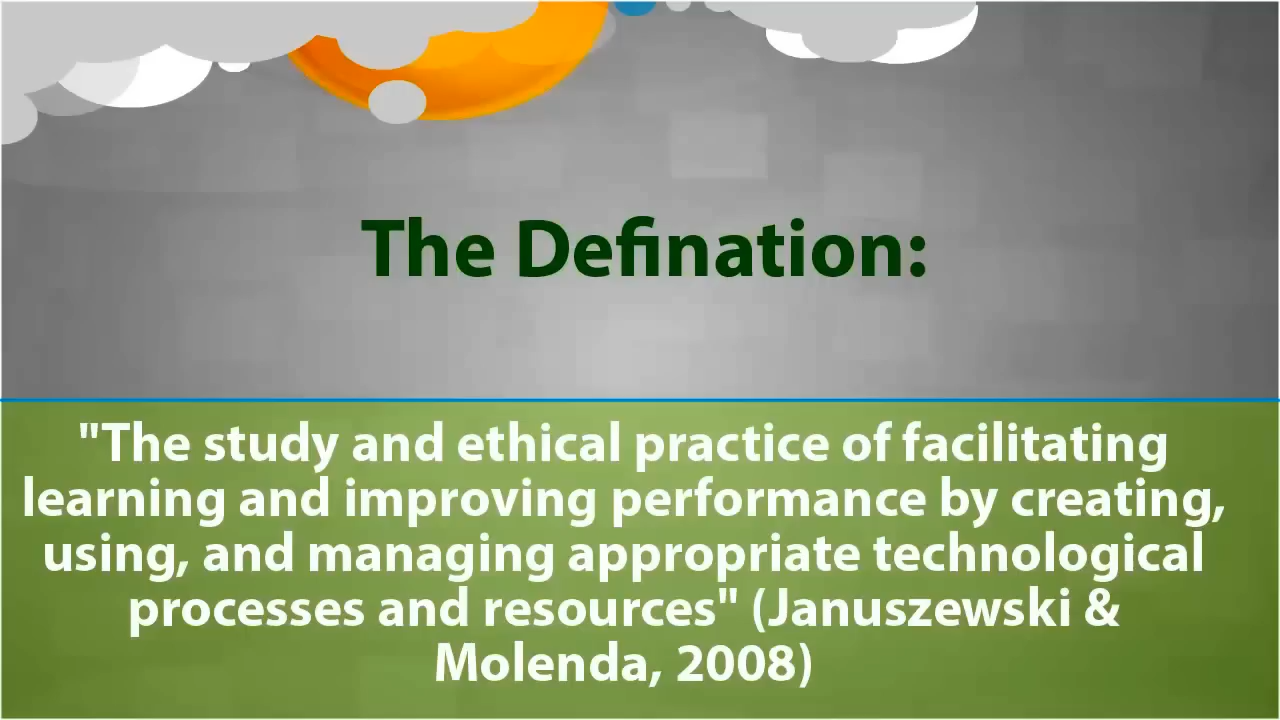 The Defination:
"The study and ethical practice of facilitating
learning and improving performance by creating,
using, and managing appropriate technological
processes and resources" (Januszewski &
Molenda, 2008)